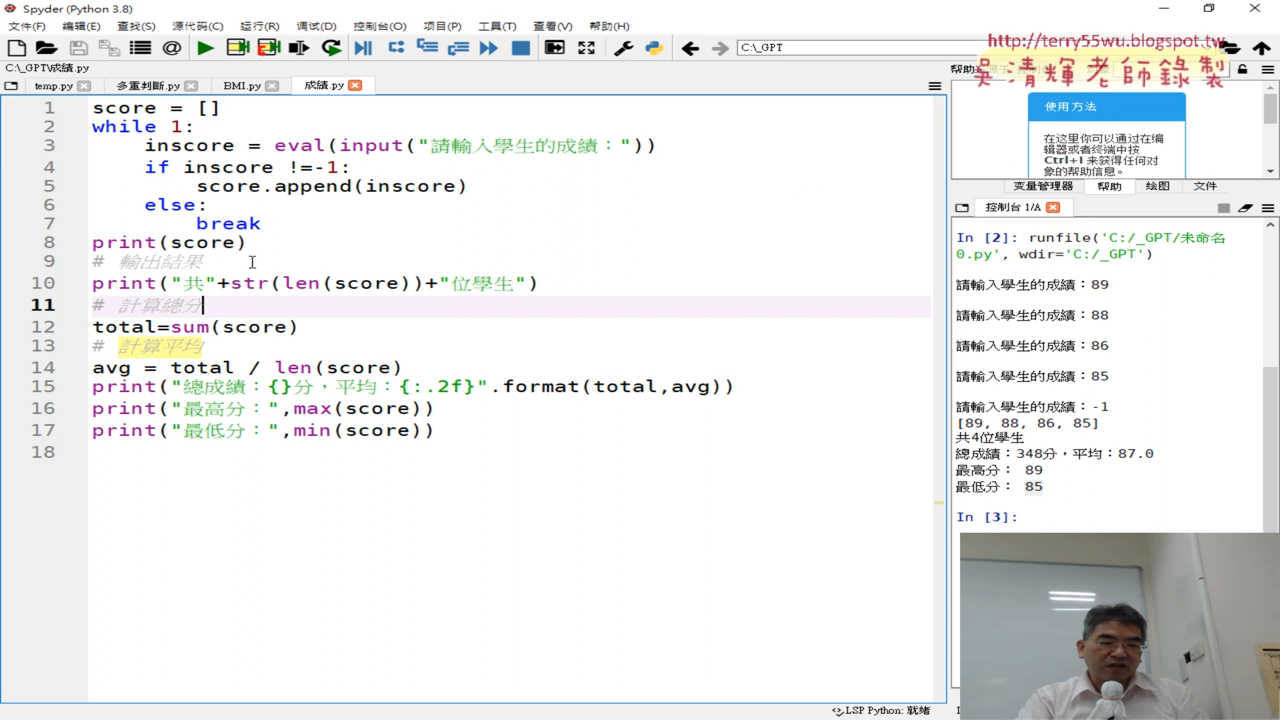 Spyder (Python 3.8)
文件(F) 编辑(E) 查找(S) 源代码(C) 运行(R) 调试(D) 控制台(O) 项目(P) 工具(T) 查看(V) 帮助(H)
C:\_GPT
http://terry55wu.blogspot.tw
吳清輝老師錄製
C:\_GPT\成績.py
帮助
temp.py 多重判斷.py BMI.py 成績.py
1 score = []
2 while 1:
3 inscore = eval(input("請輸入學生的成績："))
4 if inscore !=-1:
5 score.append(inscore)
6 else:
7 break
8 print(score)
9 # 輸出結果
10 print("共"+str(len(score))+"位學生")
11 # 計算總分
12 total=sum(score)
13 # 計算平均
14 avg = total / len(score)
15 print("總成績：{}分，平均：{:.2f}".format(total,avg))
16 print("最高分：",max(score))
17 print("最低分：",min(score))
18
使用方法
在这里你可以通过在编
辑器或者终端中按
Ctrl+I 来获得任何对
象的帮助信息。
变量管理器 帮助 绘图 文件
控制台 1/A
In [2]: runfile('C:/_GPT/未命名
0.py', wdir='C:/_GPT')
請輸入學生的成績：89
請輸入學生的成績：88
請輸入學生的成績：86
請輸入學生的成績：85
請輸入學生的成績：-1
[89, 88, 86, 85]
共4位學生
總成績：348分，平均：87.0
最高分： 89
最低分： 85
In [3]:
LSP Python: 就绪